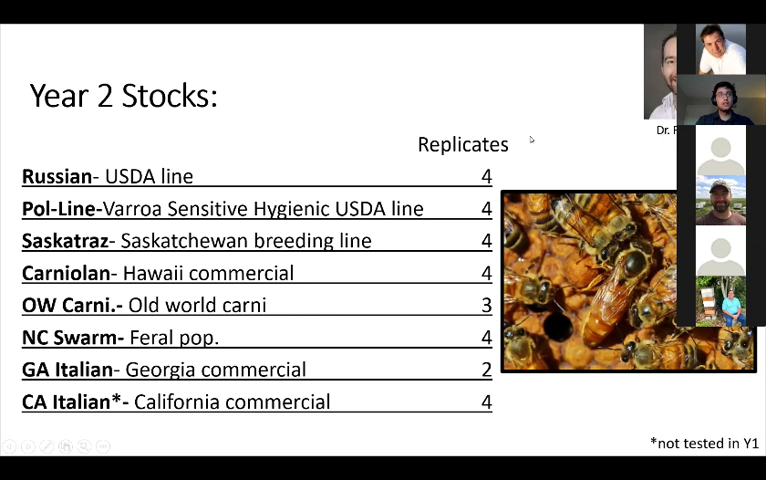 Year 2 Stocks:
Replicates
Russian- USDA line 4
Pol-Line-Varroa Sensitive Hygienic USDA line 4
Saskatraz- Saskatchewan breeding line 4
Carniolan- Hawaii commercial 4
OW Carni.- Old world carni 3
NC Swarm- Feral pop. 4
GA Italian- Georgia commercial 2
CA Italian*- California commercial 4
*not tested in Y1
Dr.